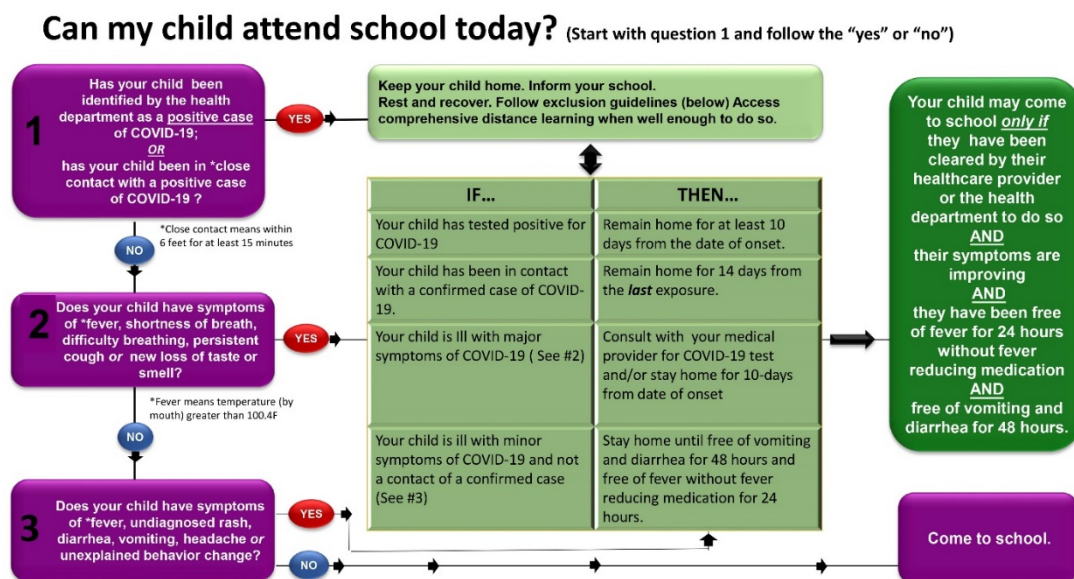 Can my child attend school today? (Start with question 1 and follow the “yes” or “no”)
1
Has your child been
identified by the health
department as a positive case
of COVID-19;
OR
has your child been in *close
contact with a positive case
of COVID-19 ?
YES
Keep your child home. Inform your school.
Rest and recover. Follow exclusion guidelines (below) Access
comprehensive distance learning when well enough to do so.
*Close contact means within
6 feet for at least 15 minutes
NO
2
Does your child have symptoms
of *fever, shortness of breath,
difficulty breathing, persistent
cough or new loss of taste or
smell?
YES
*Fever means temperature (by
mouth) greater than 100.4F
NO
3
Does your child have symptoms
of *fever, undiagnosed rash,
diarrhea, vomiting, headache or
unexplained behavior change?
YES
NO
IF...
THEN...
Your child has tested positive for
COVID-19
Remain home for at least 10
days from the date of onset.
Your child has been in contact
with a confirmed case of COVID-
19.
Remain home for 14 days from
the last exposure.
Your child is Ill with major
symptoms of COVID-19 ( See #2)
Consult with your medical
provider for COVID-19 test
and/or stay home for 10-days
from date of onset
Your child is ill with minor
symptoms of COVID-19 and not
a contact of a confirmed case
(See #3)
Stay home until free of vomiting
and diarrhea for 48 hours and
free of fever without fever
reducing medication for 24
hours.
Your child may come
to school only if
they have been
cleared by their
healthcare provider
or the health
department to do so
AND
their symptoms are
improving
AND
they have been free
of fever for 24 hours
without fever
reducing medication
AND
free of vomiting and
diarrhea for 48 hours.
Come to school.